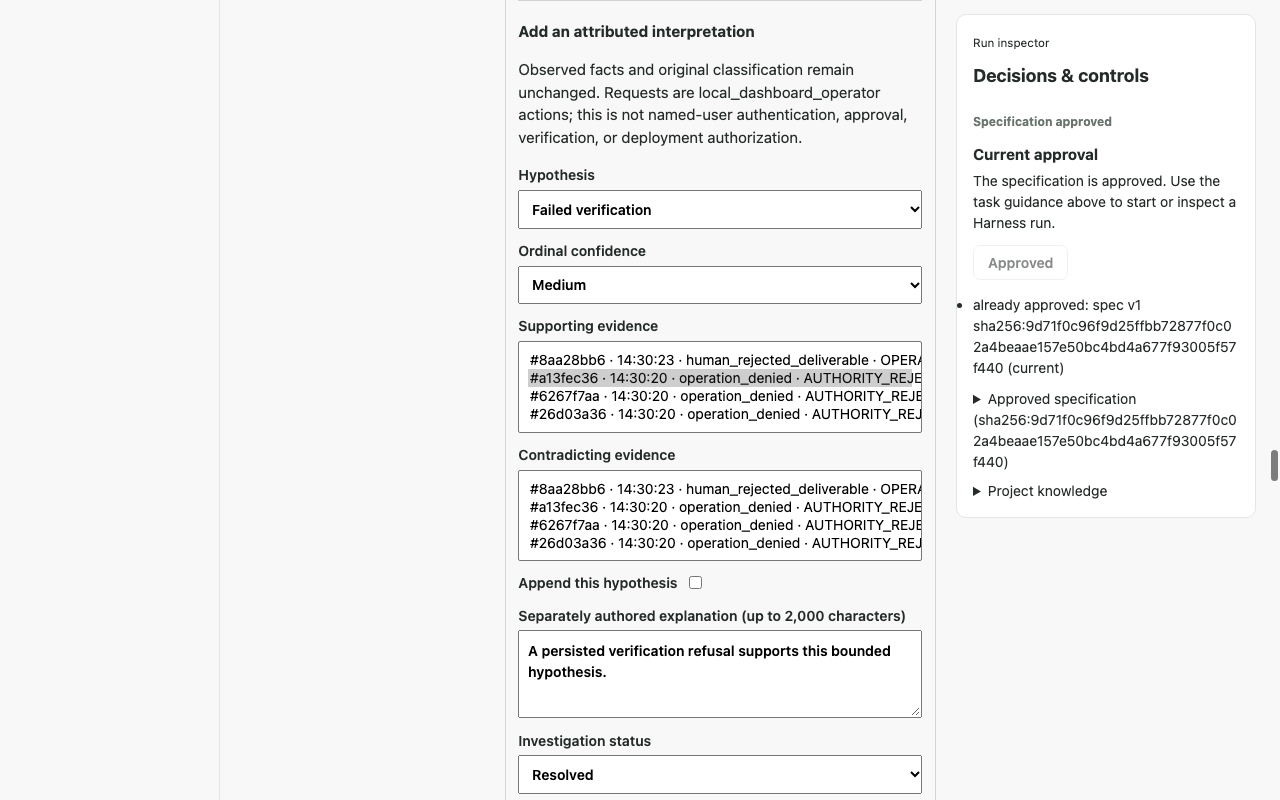 Add an attributed interpretation
Observed facts and original classification remain
unchanged. Requests are local_dashboard_operator
actions; this is not named-user authentication, approval,
verification, or deployment authorization.
Hypothesis
Failed verification
Ordinal confidence
Medium
Supporting evidence
#8aa28bb6 · 14:30:23 · human_rejected_deliverable · OPERA
#a13fec36 · 14:30:20 · operation_denied · AUTHORITY_REJE
#6267f7aa · 14:30:20 · operation_denied · AUTHORITY_REJE
#26d03a36 · 14:30:20 · operation_denied · AUTHORITY_REJ
Contradicting evidence
#8aa28bb6 · 14:30:23 · human_rejected_deliverable · OPERA
#a13fec36 · 14:30:20 · operation_denied · AUTHORITY_REJE
#6267f7aa · 14:30:20 · operation_denied · AUTHORITY_REJE
#26d03a36 · 14:30:20 · operation_denied · AUTHORITY_REJ
Append this hypothesis
Separately authored explanation (up to 2,000 characters)
A persisted verification refusal supports this bounded
hypothesis.
Investigation status
Resolved
Run inspector
Decisions & controls
Specification approved
Current approval
The specification is approved. Use the
task guidance above to start or inspect a
Harness run.
Approved
already approved: spec v1
sha256:9d71f0c96f9d25ffbb72877f0c0
2a4beaae157e50bc4bd4a677f93005f57
f440 (current)
Approved specification
(sha256:9d71f0c96f9d25ffbb72877f0c0
2a4beaae157e50bc4bd4a677f93005f57
f440)
Project knowledge